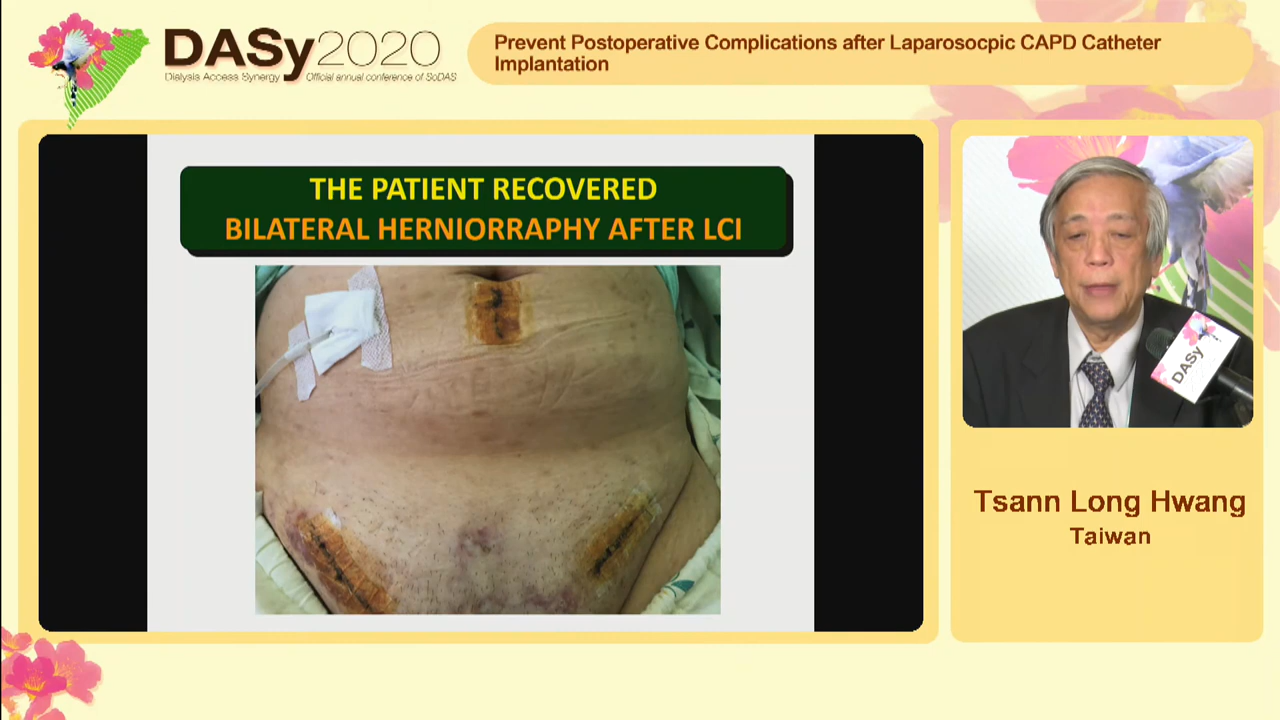 DASy2020
Dialysis Access Synergy Official annual conference of SoDAS
Prevent Postoperative Complications after Laparosocpic CAPD Catheter
Implantation
THE PATIENT RECOVERED
BILATERAL HERNIORRAPHY AFTER LCI
DASy
Tsann Long Hwang
Taiwan